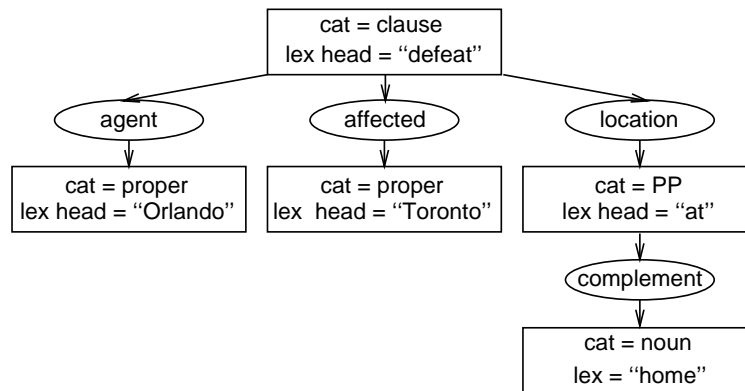 cat = clause
lex head = ‘‘defeat’’
agent
affected
location
cat = proper
lex head = ‘‘Orlando’’
cat = proper
lex head = ‘‘Toronto’’
cat = PP
lex head = ‘‘at’’
complement
cat = noun
lex = ‘‘home’’